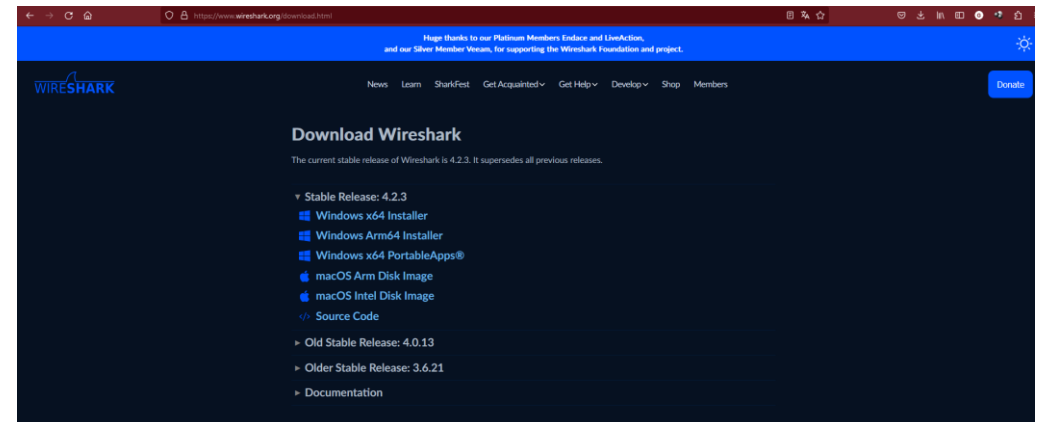 https://www.wireshark.org/download.html
Huge thanks to our Platinum Members Endace and LiveAction,
and our Silver Member Veeam, for supporting the Wireshark Foundation and project.
WIRESHARK
News Learn SharkFest Get Acquainted Get Help Develop Shop Members
Donate
Download Wireshark
The current stable release of Wireshark is 4.2.3. It supersedes all previous releases.
Stable Release: 4.2.3
Windows x64 Installer
Windows Arm64 Installer
Windows x64 PortableApps®
macOS Arm Disk Image
macOS Intel Disk Image
</> Source Code
Old Stable Release: 4.0.13
Older Stable Release: 3.6.21
Documentation